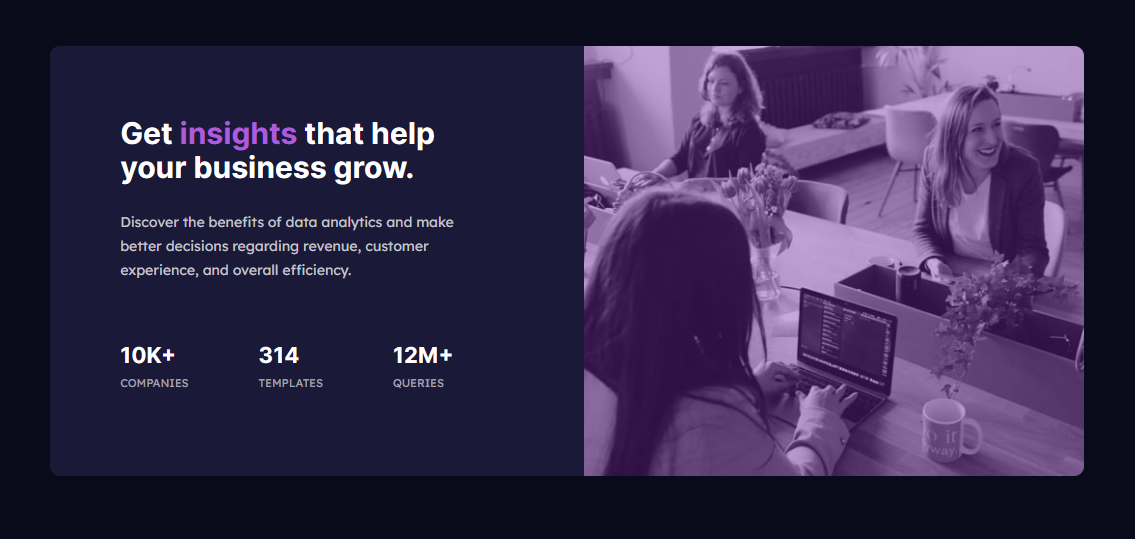 Get insights that help
your business grow.
Discover the benefits of data analytics and make
better decisions regarding revenue, customer
experience, and overall efficiency.
10K+ 314 12M+
COMPANIES TEMPLATES QUERIES